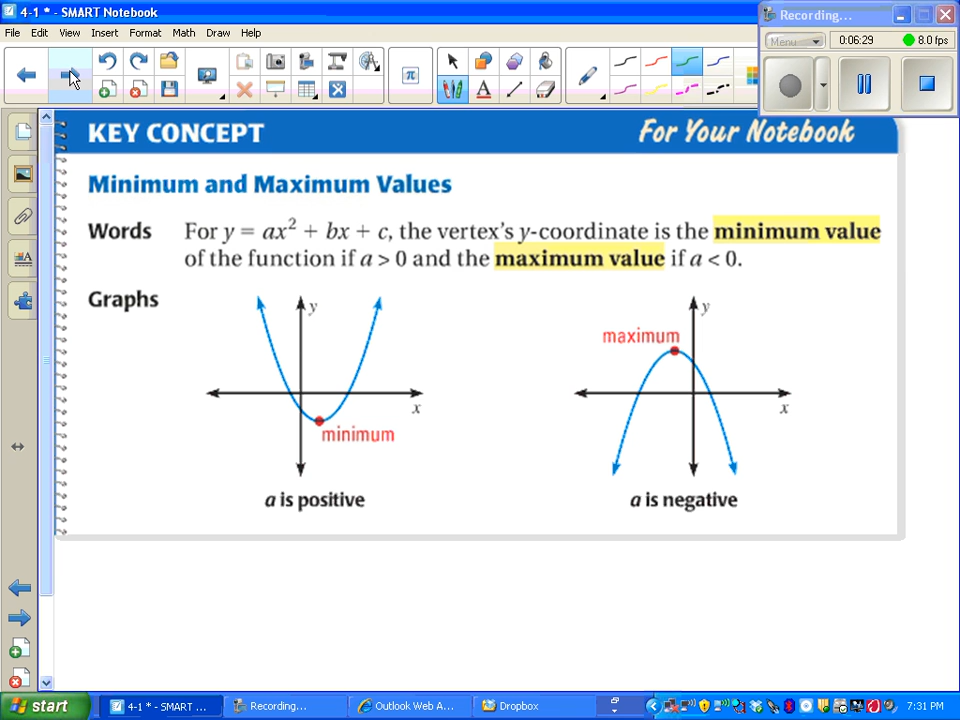 4-1 * - SMART Notebook
Recording...
File Edit View Insert Format Math Draw Help
Menu
0:06:29
8.0 fps
π
A
KEY CONCEPT
For Your Notebook
Minimum and Maximum Values
Words For y = ax² + bx + c, the vertex's y-coordinate is the minimum value
of the function if a > 0 and the maximum value if a < 0.
Graphs
y
y
maximum
x
x
minimum
a is positive
a is negative
start
4-1 * - SMART ...
Recording...
Outlook Web A...
Dropbox
7:31 PM